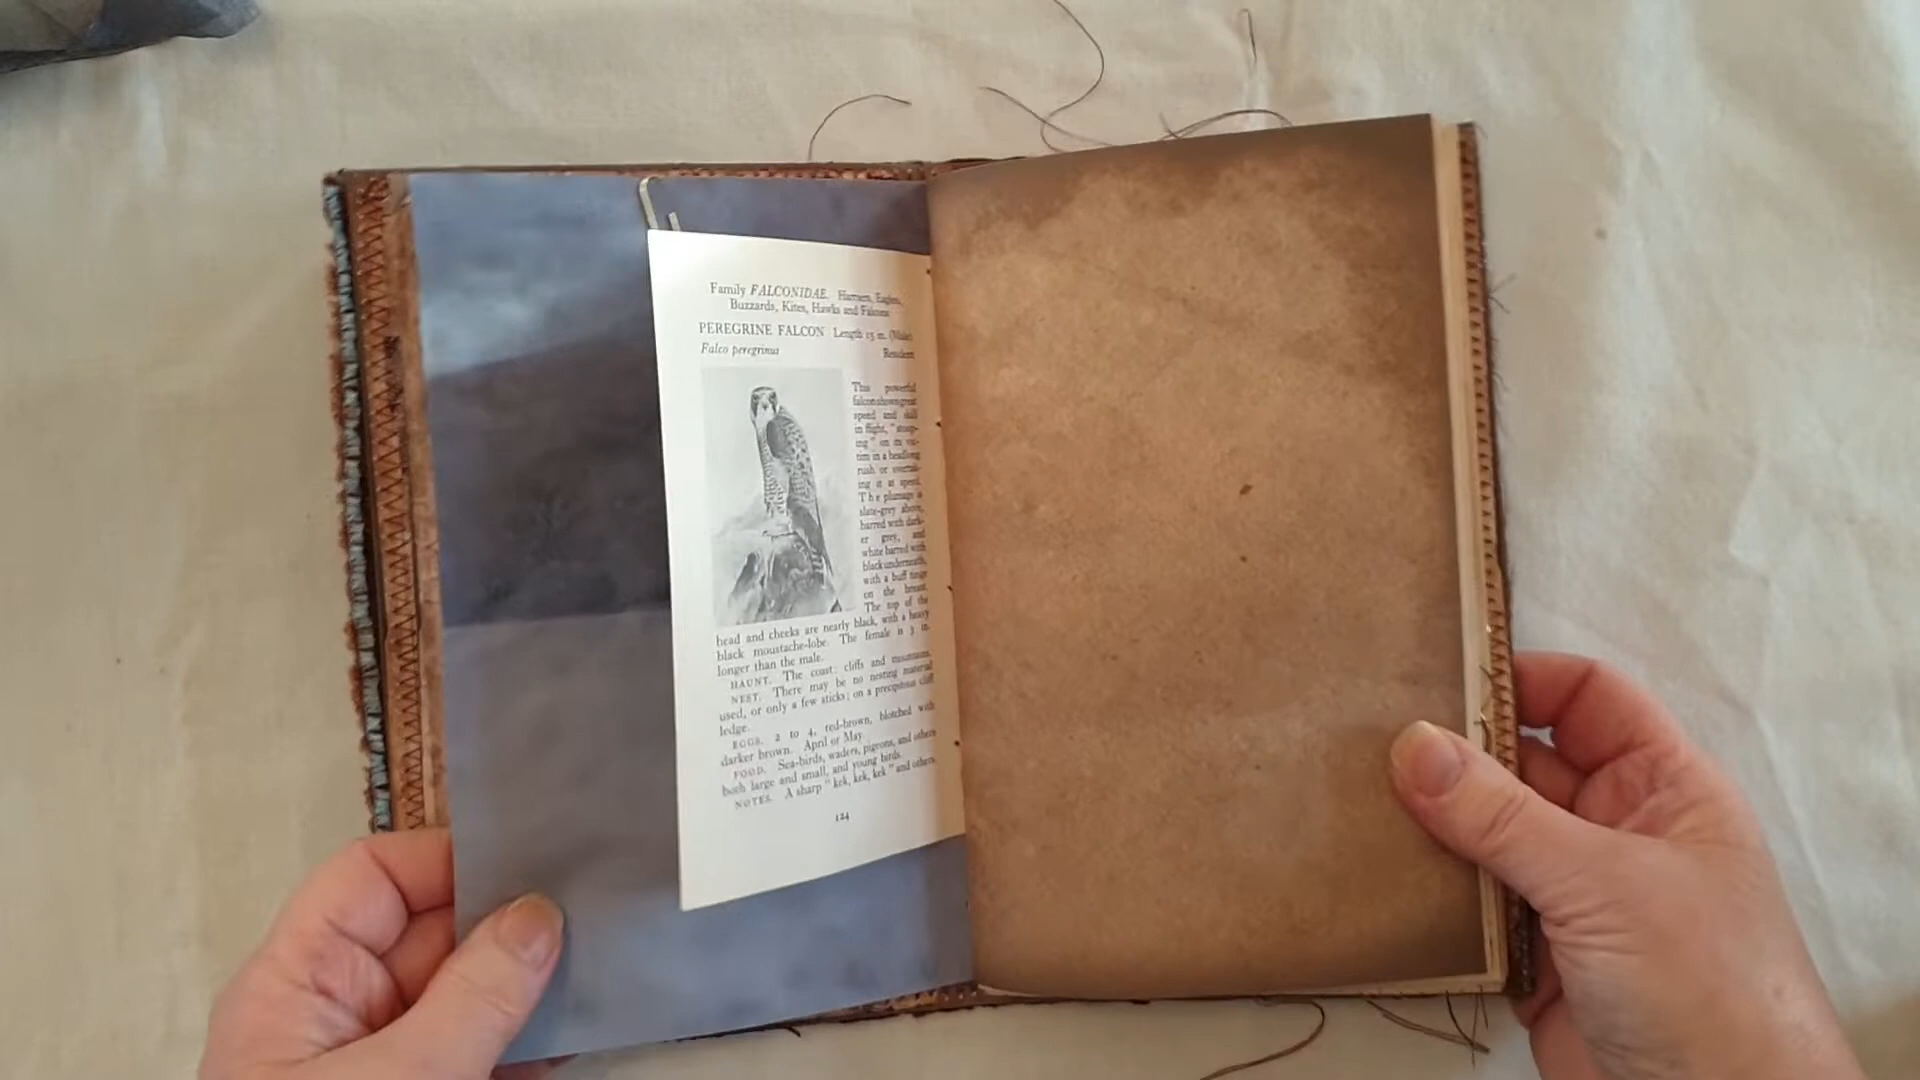 Family FALCONIDAE. Harriers, Eagles,
Buzzards, Kites, Hawks and Falcons
PEREGRINE FALCON Length 15 in. (Male)
Falco peregrinus Resident
This powerful
falcon shows great
speed and skill
in flight, "stoop-
ing" on its vic-
tim in a headlong
rush or overtak-
ing it at speed.
The plumage is
slate-grey above,
barred with dark-
er grey, and
white barred with
black underneath,
with a buff tinge
on the breast.
The top of the
head and cheeks are nearly black, with a heavy
black moustache-lobe. The female is 3 in.
longer than the male.
HAUNT. The coast: cliffs and mountains.
NEST. There may be no nesting material
used, or only a few sticks; on a precipitous cliff
ledge.
EGGS. 2 to 4, red-brown, blotched with
darker brown. April or May.
FOOD. Sea-birds, waders, pigeons, and others
both large and small, and young birds.
NOTES. A sharp "kek, kek, kek" and others.
124